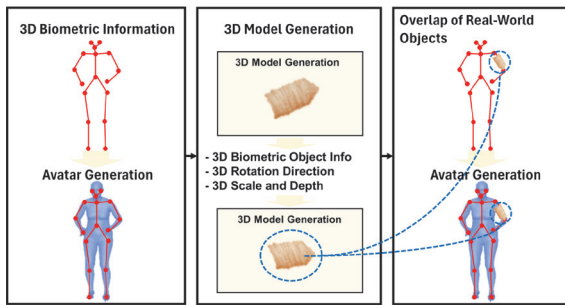 3D Biometric Information
Avatar Generation
3D Model Generation
3D Model Generation
- 3D Biometric Object Info
- 3D Rotation Direction
- 3D Scale and Depth
3D Model Generation
Overlap of Real-World
Objects
Avatar Generation